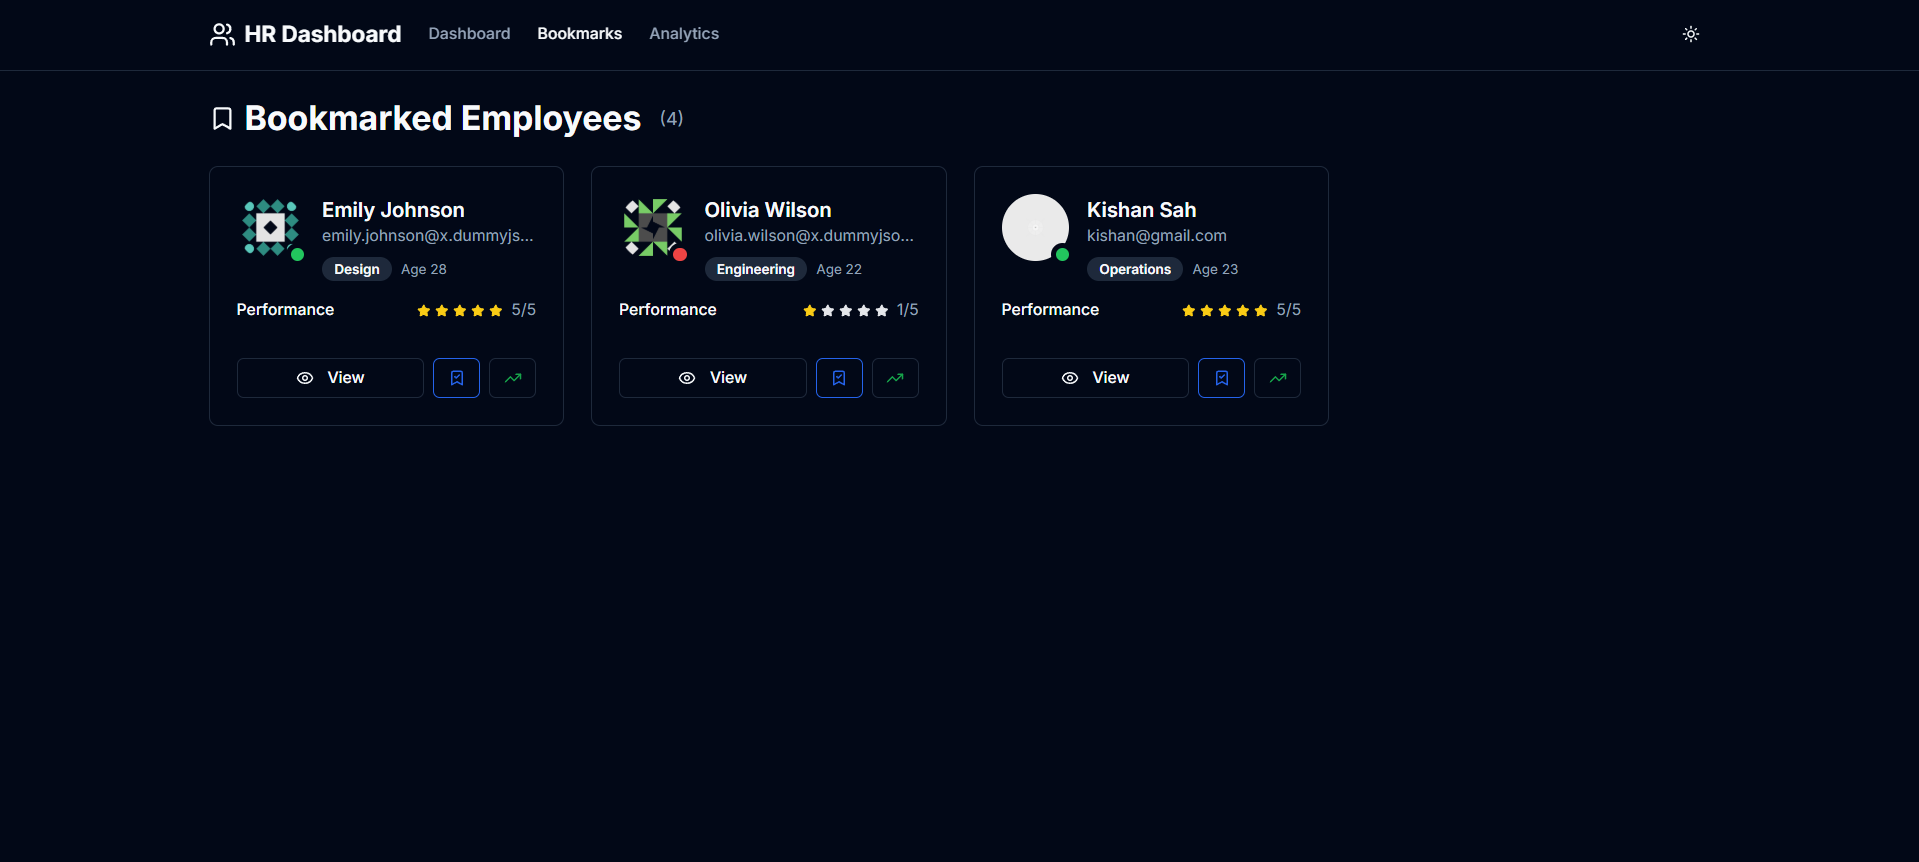 HR Dashboard Dashboard Bookmarks Analytics
Bookmarked Employees (4)
Emily Johnson
emily.johnson@x.dummyjs...
Design Age 28
Performance 5/5
View
Olivia Wilson
olivia.wilson@x.dummyjso...
Engineering Age 22
Performance 1/5
View
Kishan Sah
kishan@gmail.com
Operations Age 23
Performance 5/5
View